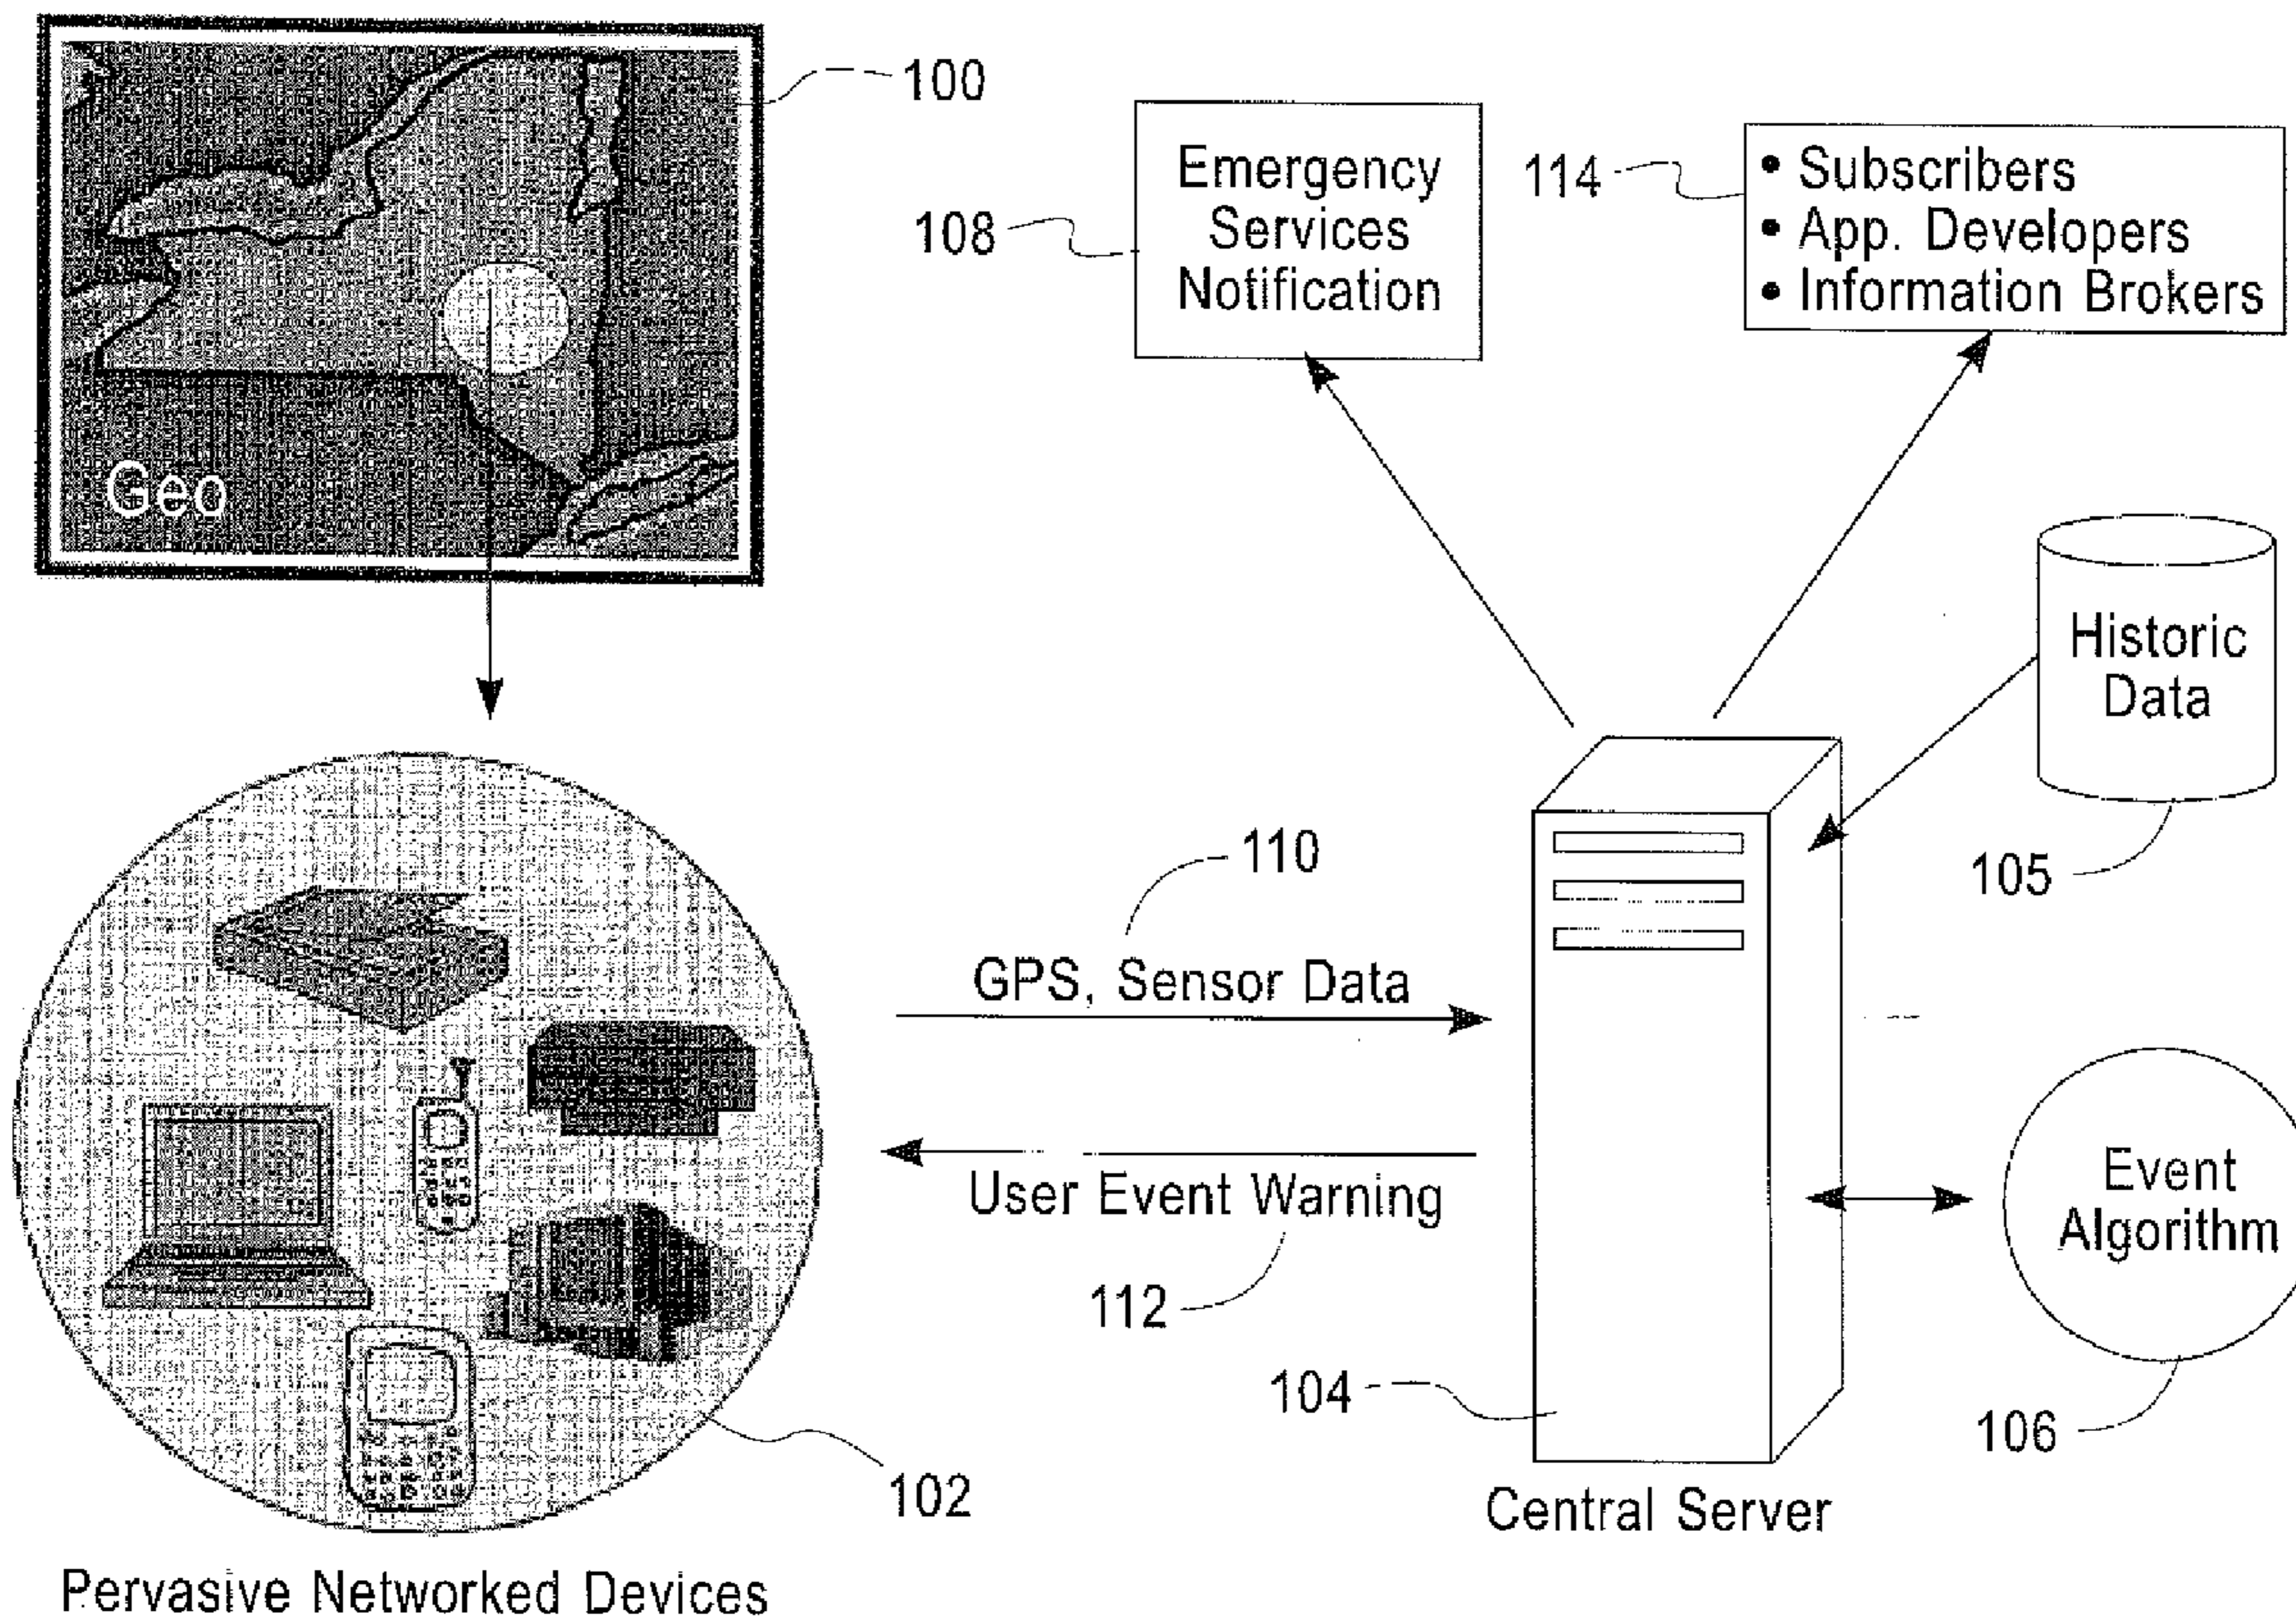 100
Geo
108
Emergency
Services
Notification
114
• Subscribers
• App. Developers
• Information Brokers
Historic
Data
105
110
GPS, Sensor Data
User Event Warning
112
Event
Algorithm
106
104
Central Server
102
Pervasive Networked Devices